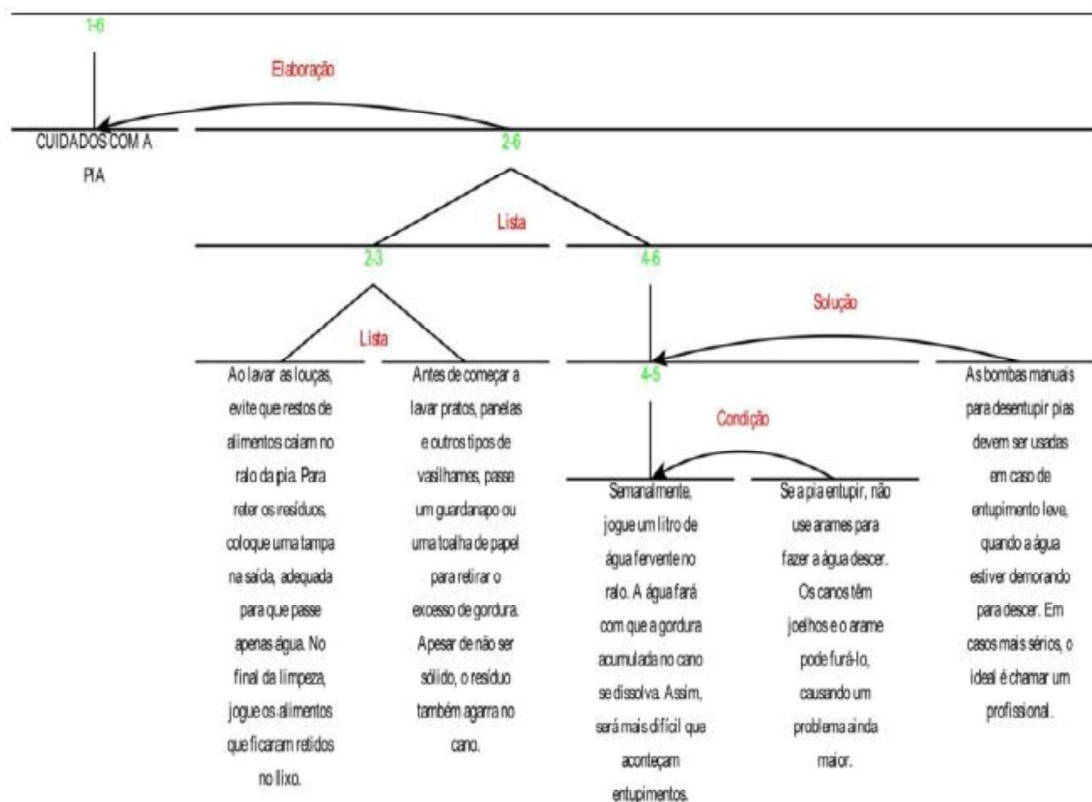 1-6
Elaboração
CUIDADOS COM A
PIA
2-6
Lista
2-3
4-6
Lista
Solução
Ao lavar as louças,
evite que restos de
alimentos caiam no
ralo da pia. Para
reter os resíduos,
coloque uma tampa
na saída, adequada
para que passe
apenas água. No
final da limpeza,
jogue os alimentos
que ficaram retidos
no llixo.
Antes de começar a
lavar pratos, panelas
e outros tipos de
vasilhames, passe
um guardanapo ou
uma toalha de papel
para retirar o
excesso de gordura.
Apesar de não ser
sólido, o resíduo
também agarra no
cano.
4-5
Condição
Semanalmente,
jogue um litro de
água fervente no
ralo. A água fará
com que a gordura
acumulada no cano
se dissolva. Assim,
será mais difícil que
aconteçam
entupimentos.
Se a pia entupir, não
use arames para
fazer a água descer.
Os canos têm
joelhos e o arame
pode furá-lo,
causando um
problema ainda
maior.
As bombas manuais
para desentupir pias
devem ser usadas
em caso de
entupimento leve,
quando a água
estiver demorando
para descer. Em
casos mais sérios, o
ideal é chamar um
profissional.